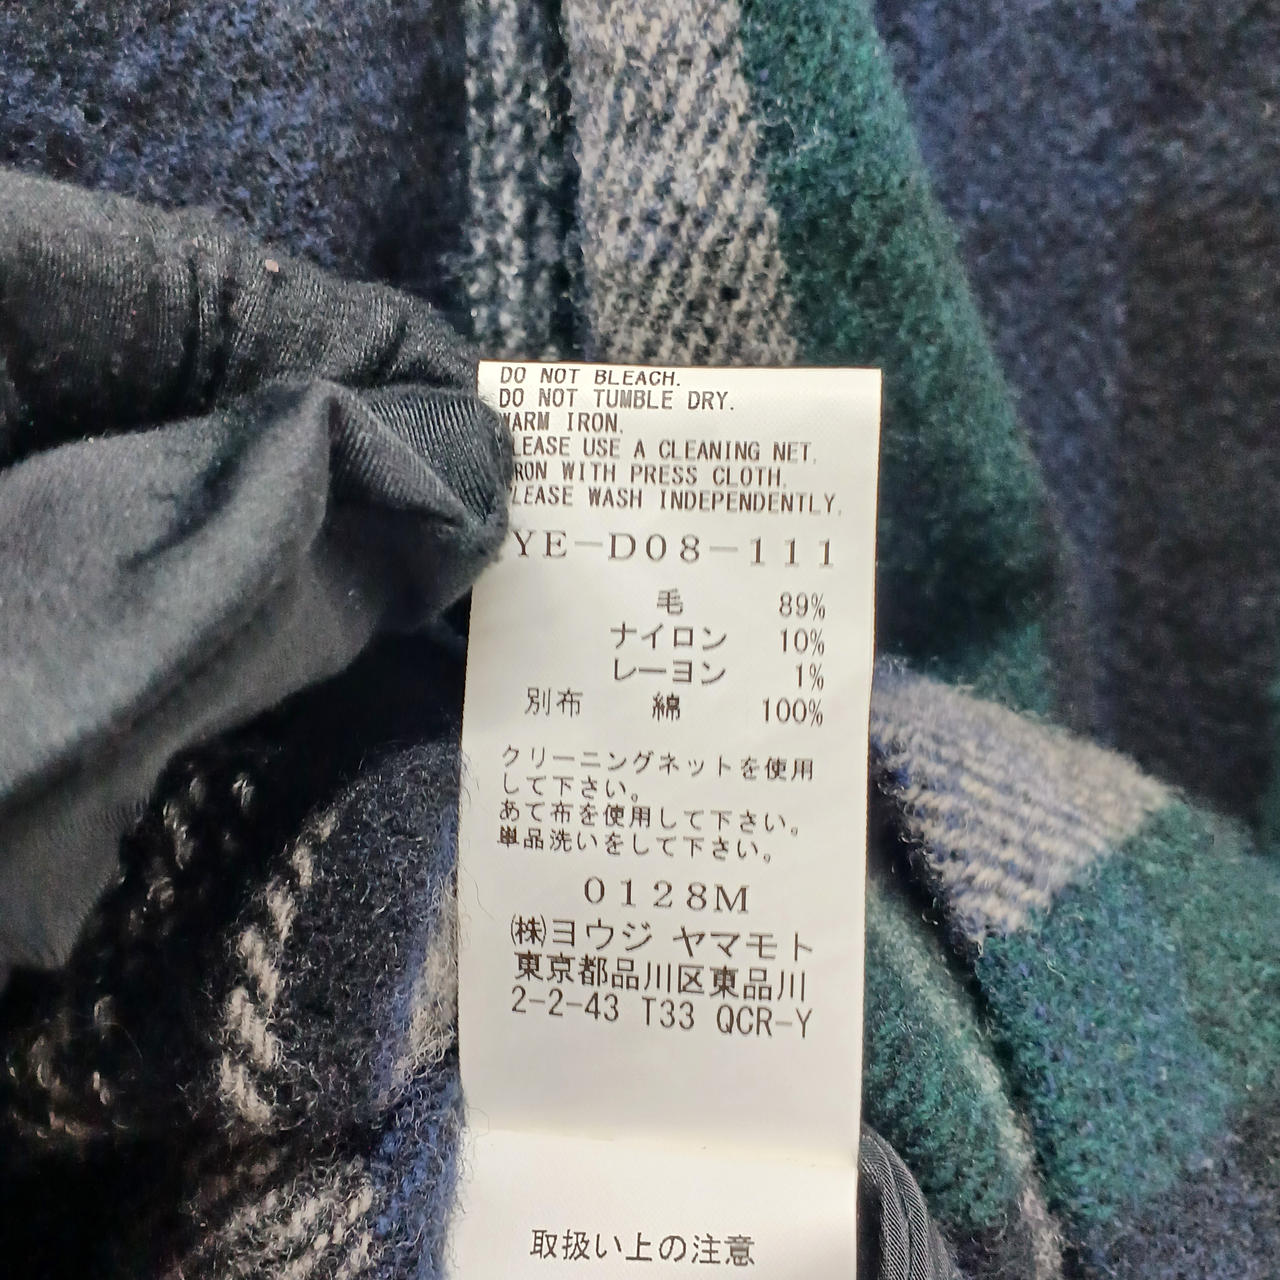 DO NOT BLEACH.
DO NOT TUMBLE DRY.
WARM IRON.
PLEASE USE A CLEANING NET.
IRON WITH PRESS CLOTH.
PLEASE WASH INDEPENDENTLY.
YE-D08-111
毛 89%
ナイロン 10%
レーヨン 1%
別布 綿 100%
クリーニングネットを使用
して下さい。
あて布を使用して下さい。
単品洗いをして下さい。
0128M
㈱ヨウジ ヤマモト
東京都品川区東品川
2-2-43 T33 QCR-Y
取扱い上の注意